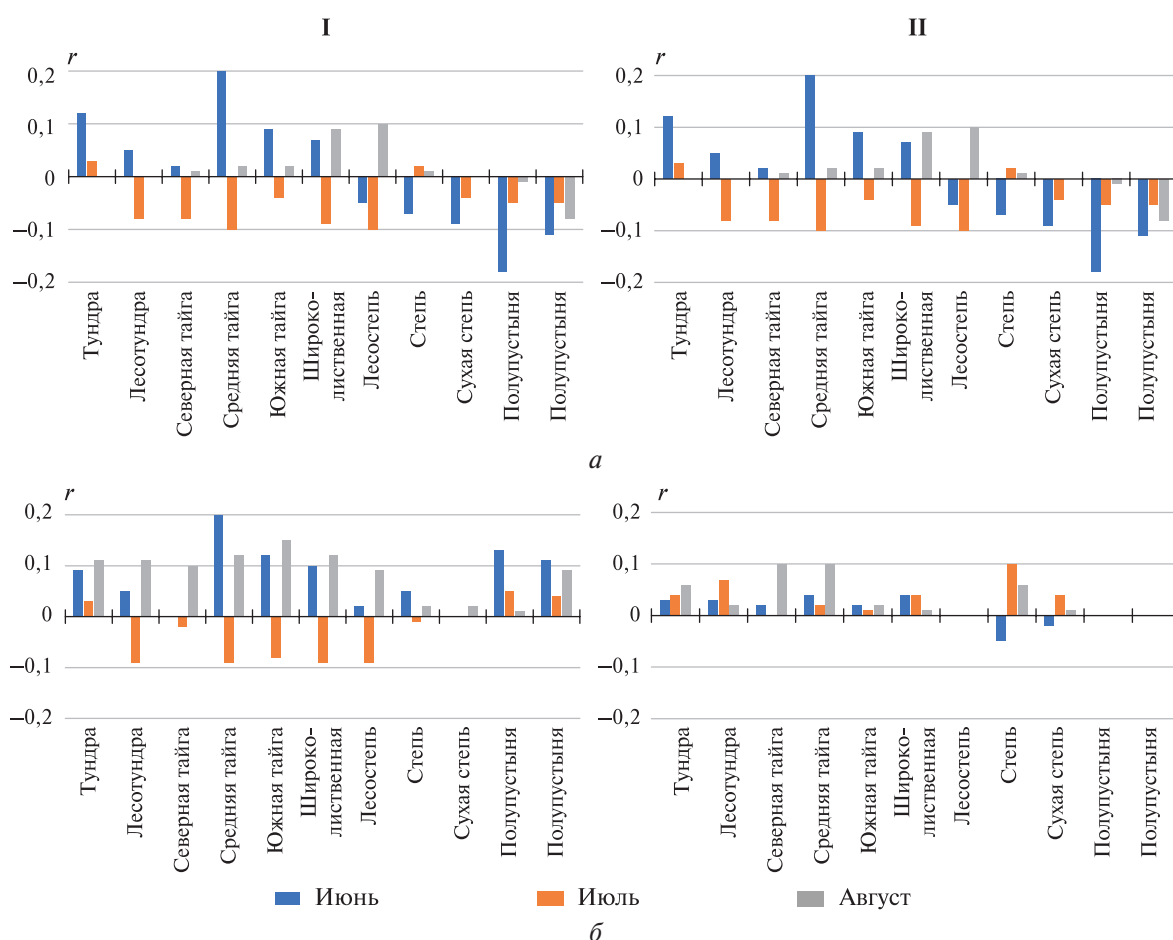 I
II
r
0,2
0,1
0
−0,1
−0,2
Тундра
Лесотундра
Северная тайга
Средняя тайга
Южная тайга
Широко-
лиственная
Лесостепь
Степь
Сухая степь
Полупустыня
Полупустыня
r
0,2
0,1
0
−0,1
−0,2
Тундра
Лесотундра
Северная тайга
Средняя тайга
Южная тайга
Широко-
лиственная
Лесостепь
Степь
Сухая степь
Полупустыня
Полупустыня
а
r
0,2
0,1
0
−0,1
−0,2
Тундра
Лесотундра
Северная тайга
Средняя тайга
Южная тайга
Широко-
лиственная
Лесостепь
Степь
Сухая степь
Полупустыня
Полупустыня
r
0,2
0,1
0
−0,1
−0,2
Тундра
Лесотундра
Северная тайга
Средняя тайга
Южная тайга
Широко-
лиственная
Лесостепь
Степь
Сухая степь
Полупустыня
Полупустыня
Июнь Июль Август
б